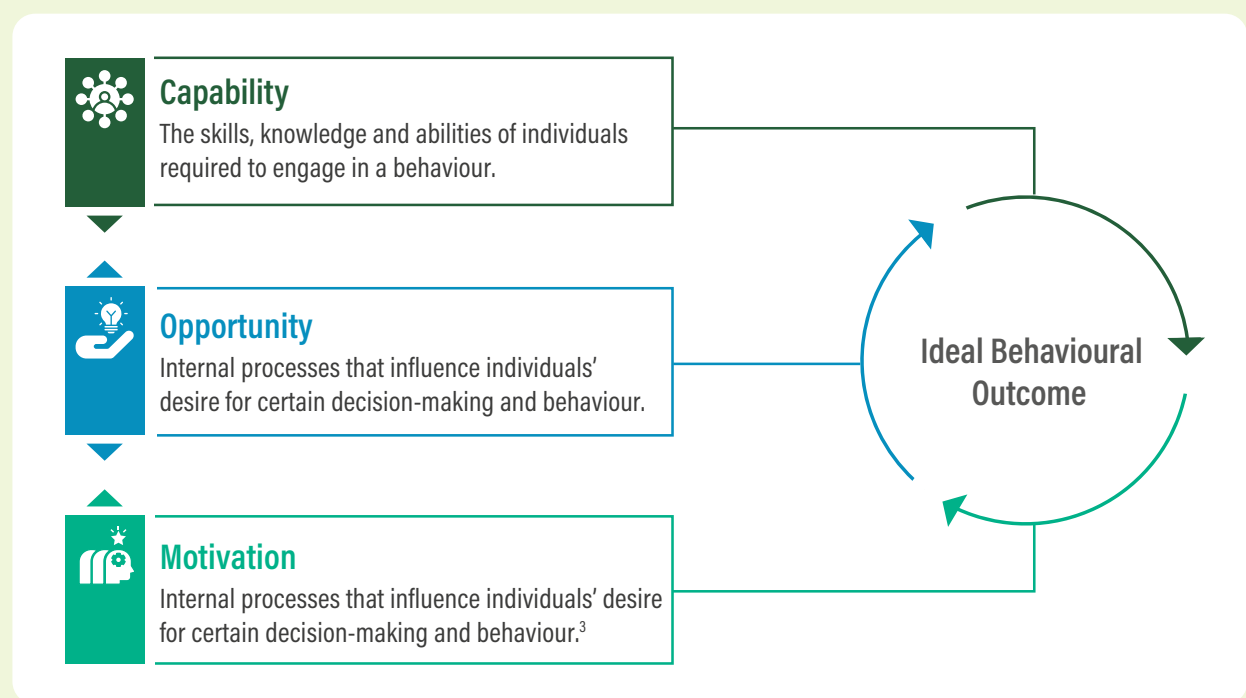 Capability
The skills, knowledge and abilities of individuals
required to engage in a behaviour.
Opportunity
Internal processes that influence individuals’
desire for certain decision-making and behaviour.
Motivation
Internal processes that influence individuals’ desire
for certain decision-making and behaviour.³
Ideal Behavioural
Outcome